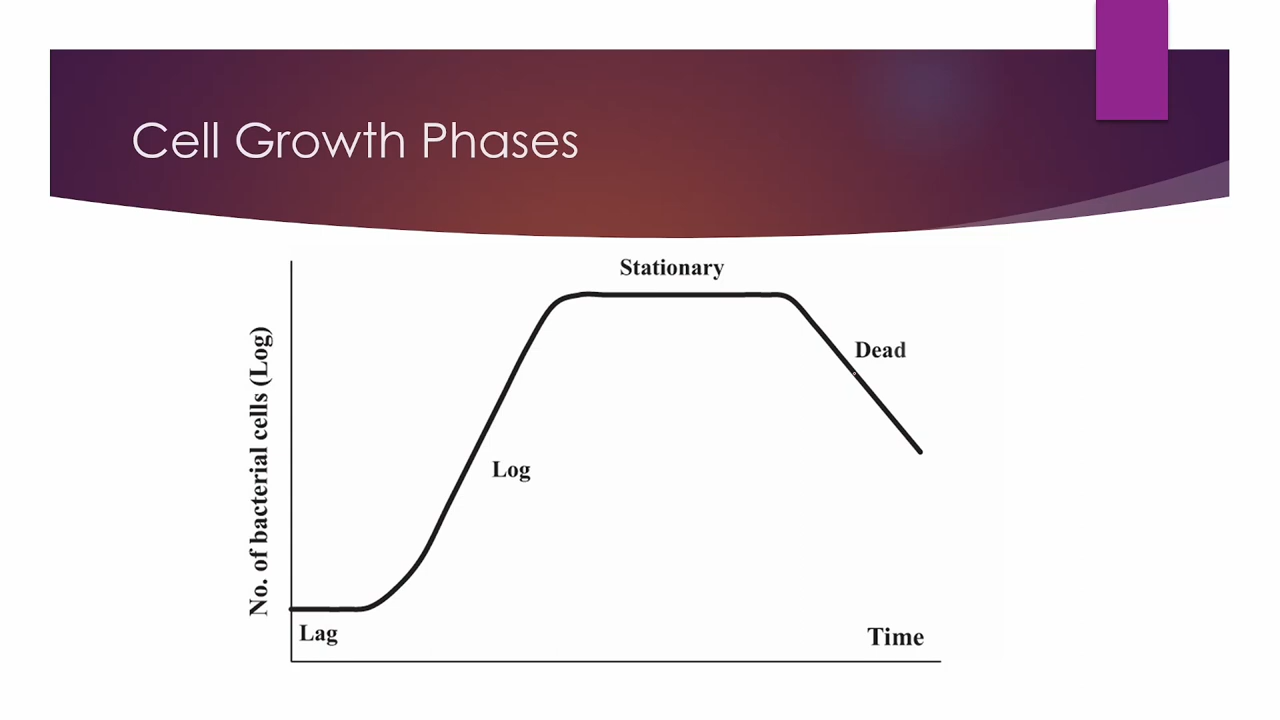 Cell Growth Phases
Stationary
Dead
No. of bacterial cells (Log)
Log
Lag
Time